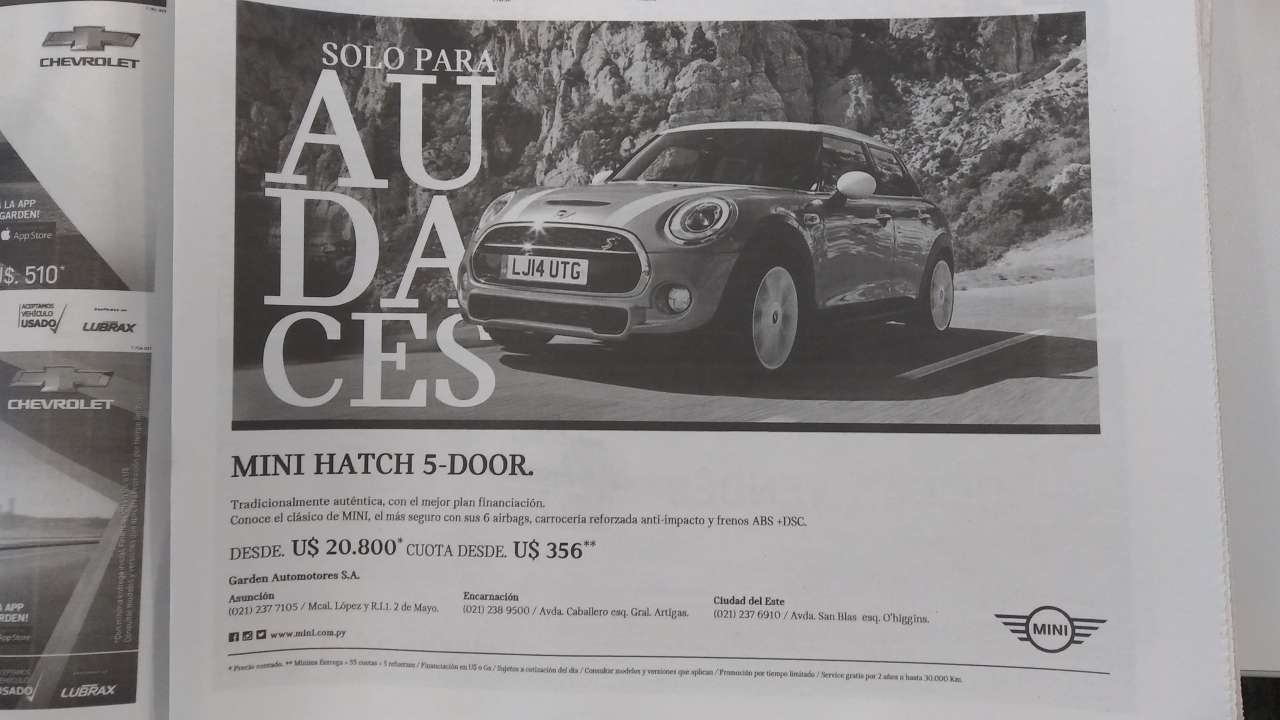 CHEVROLET
LA APP
GARDEN!
App Store
510*
ACEPTAMOS
VEHÍCULO
USADO
LUBRAX
CHEVROLET
APP
App Store
USADO
LUBRAX
SOLO PARA
AU
DA
CES
S
LJ14 UTG
MINI HATCH 5-DOOR.
Tradicionalmente auténtica, con el mejor plan financiación.
Conoce el clásico de MINI, el más seguro con sus 6 airbags, carrocería reforzada anti-impacto y frenos ABS +DSC.
DESDE. U$ 20.800* CUOTA DESDE. U$ 356**
Garden Automotores S.A.
Asunción
(021) 237 7105 / Mcal. López y R.I.1. 2 de Mayo.
Encarnación
(021) 238 9500 / Avda. Caballero esq. Gral. Artigas.
Ciudad del Este
(021) 237 6910 / Avda. San Blas esq. O'higgins.
www.mini.com.py
MINI
* Precio contado. ** Mínima Entrega + 55 cuotas + 5 refuerzos / Financiación en U$ o Gs / Sujetos a cotización del día / Consultar modelos y versiones que aplican / Promoción por tiempo limitado / Service gratis por 2 años o hasta 30.000 Km.